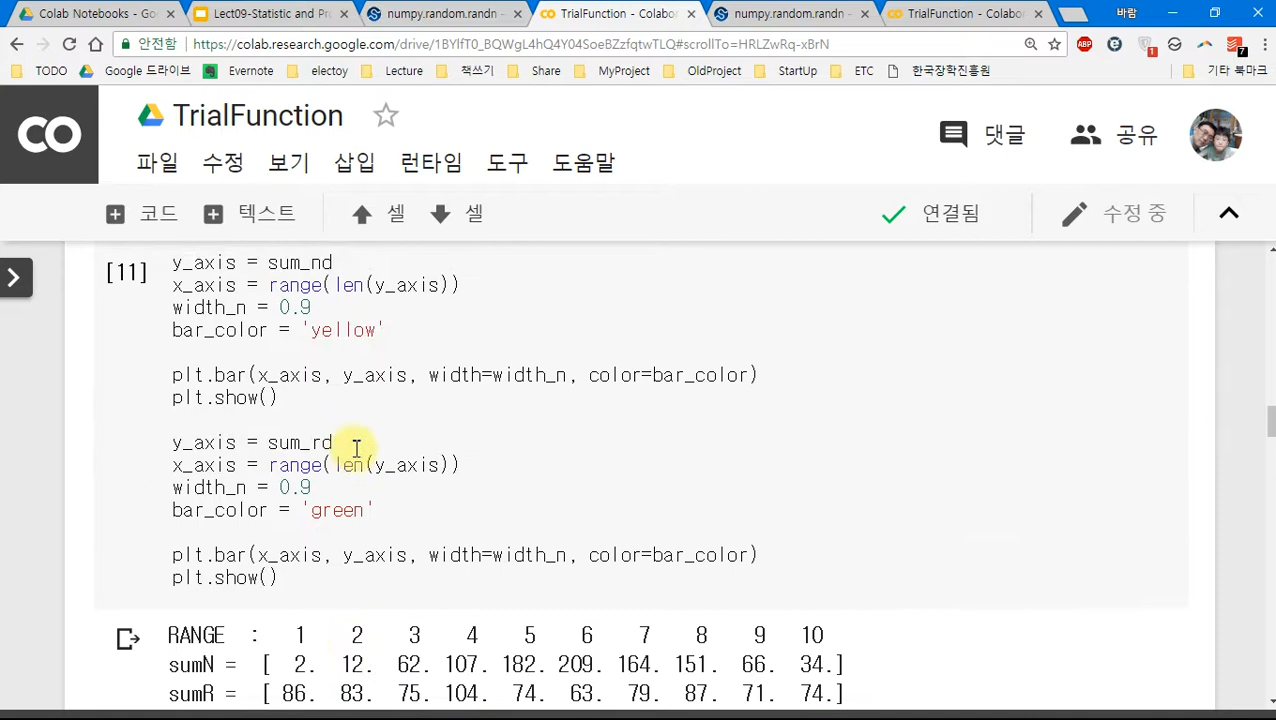 Colab Notebooks - Go
Lect09-Statistic and Pr
numpy.random.randn -
TrialFunction - Colabor
numpy.random.randn -
TrialFunction - Colabo
바람
안전함 https://colab.research.google.com/drive/1BYlfT0_BQWgL4hQ4Y04SoeBZzfqtwTLQ#scrollTo=HRLZwRq-xBaN
ABP
1
7
TODO
Google 드라이브
Evernote
electoy
Lecture
책쓰기
Share
MyProject
OldProject
StartUp
ETC
한국장학진흥원
기타 북마크
CO
TrialFunction
댓글
공유
파일 수정 보기 삽입 런타임 도구 도움말
코드 텍스트 셀 셀
연결됨
수정 중
[11]
y_axis = sum_nd
x_axis = range(len(y_axis))
width_n = 0.9
bar_color = 'yellow'
plt.bar(x_axis, y_axis, width=width_n, color=bar_color)
plt.show()
y_axis = sum_rd
x_axis = range(len(y_axis))
width_n = 0.9
bar_color = 'green'
plt.bar(x_axis, y_axis, width=width_n, color=bar_color)
plt.show()
RANGE : 1 2 3 4 5 6 7 8 9 10
sumN = [ 2. 12. 62. 107. 182. 209. 164. 151. 66. 34.]
sumR = [ 86. 83. 75. 104. 74. 63. 79. 87. 71. 74.]